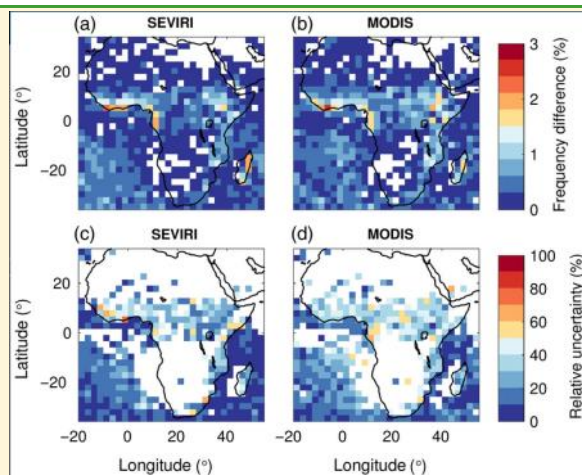 (a) SEVIRI
(b) MODIS
3
2
1
0
Frequency difference (%)
Latitude (°)
20
0
−20
(c) SEVIRI
(d) MODIS
100
80
60
40
20
0
Relative uncertainty (%)
Latitude (°)
20
0
−20
−20 0 20 40
−20 0 20 40
Longitude (°)
Longitude (°)